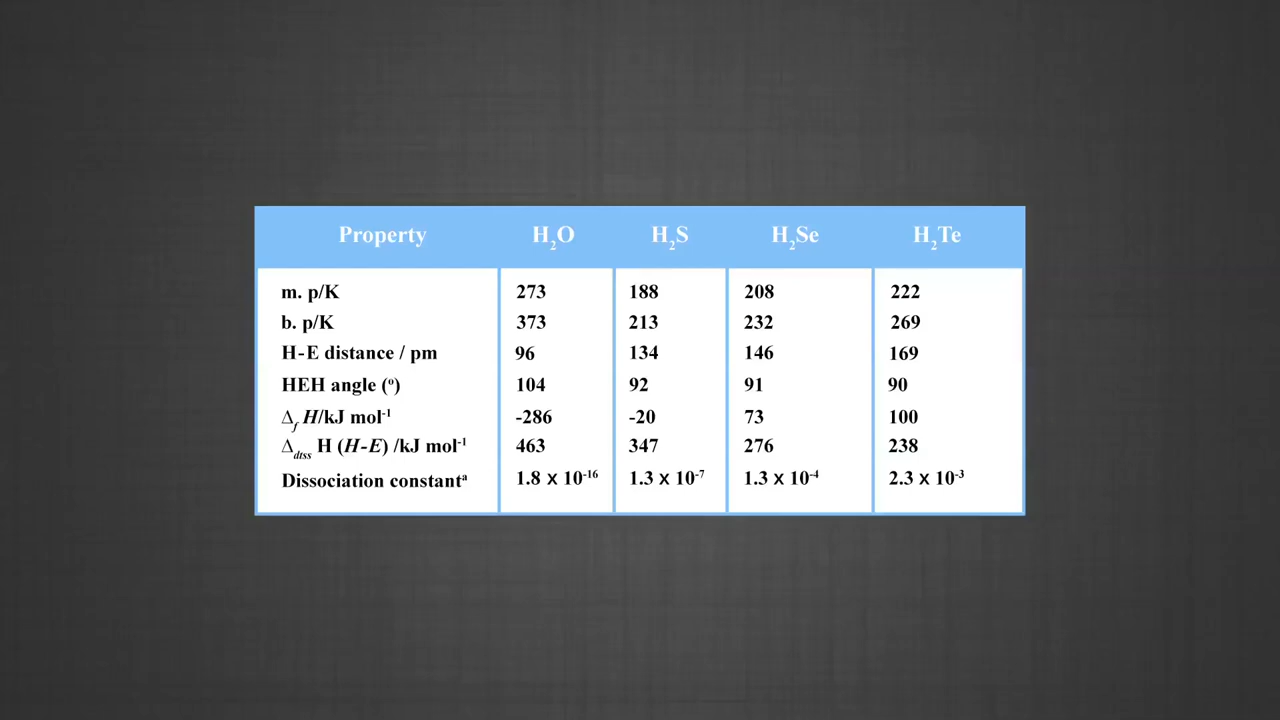 Property H₂O H₂S H₂Se H₂Te
m. p/K 273 188 208 222
b. p/K 373 213 232 269
H-E distance / pm 96 134 146 169
HEH angle (º) 104 92 91 90
Δf H/kJ mol⁻¹ -286 -20 73 100
Δdtss H (H-E) /kJ mol⁻¹ 463 347 276 238
Dissociation constantᵃ 1.8 x 10⁻¹⁶ 1.3 x 10⁻⁷ 1.3 x 10⁻⁴ 2.3 x 10⁻³